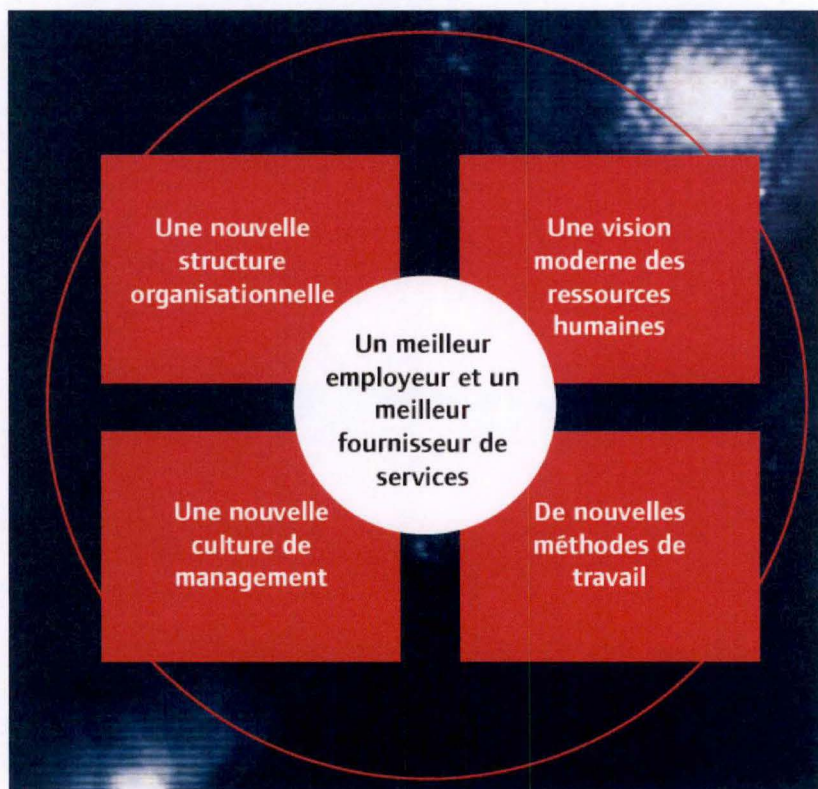 Une nouvelle
structure
organisationnelle
Une vision
moderne des
ressources
humaines
Un meilleur
employeur et un
meilleur
fournisseur de
services
Une nouvelle
culture de
management
De nouvelles
méthodes de
travail